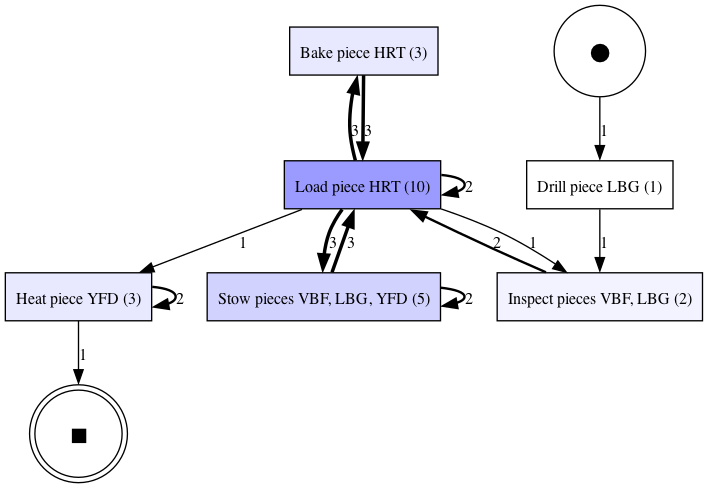 Bake piece HRT (3)
3
3
1
Load piece HRT (10)
2
Drill piece LBG (1)
1
3
3
2
1
1
Heat piece YFD (3)
2
Stow pieces VBF, LBG, YFD (5)
2
Inspect pieces VBF, LBG (2)
1